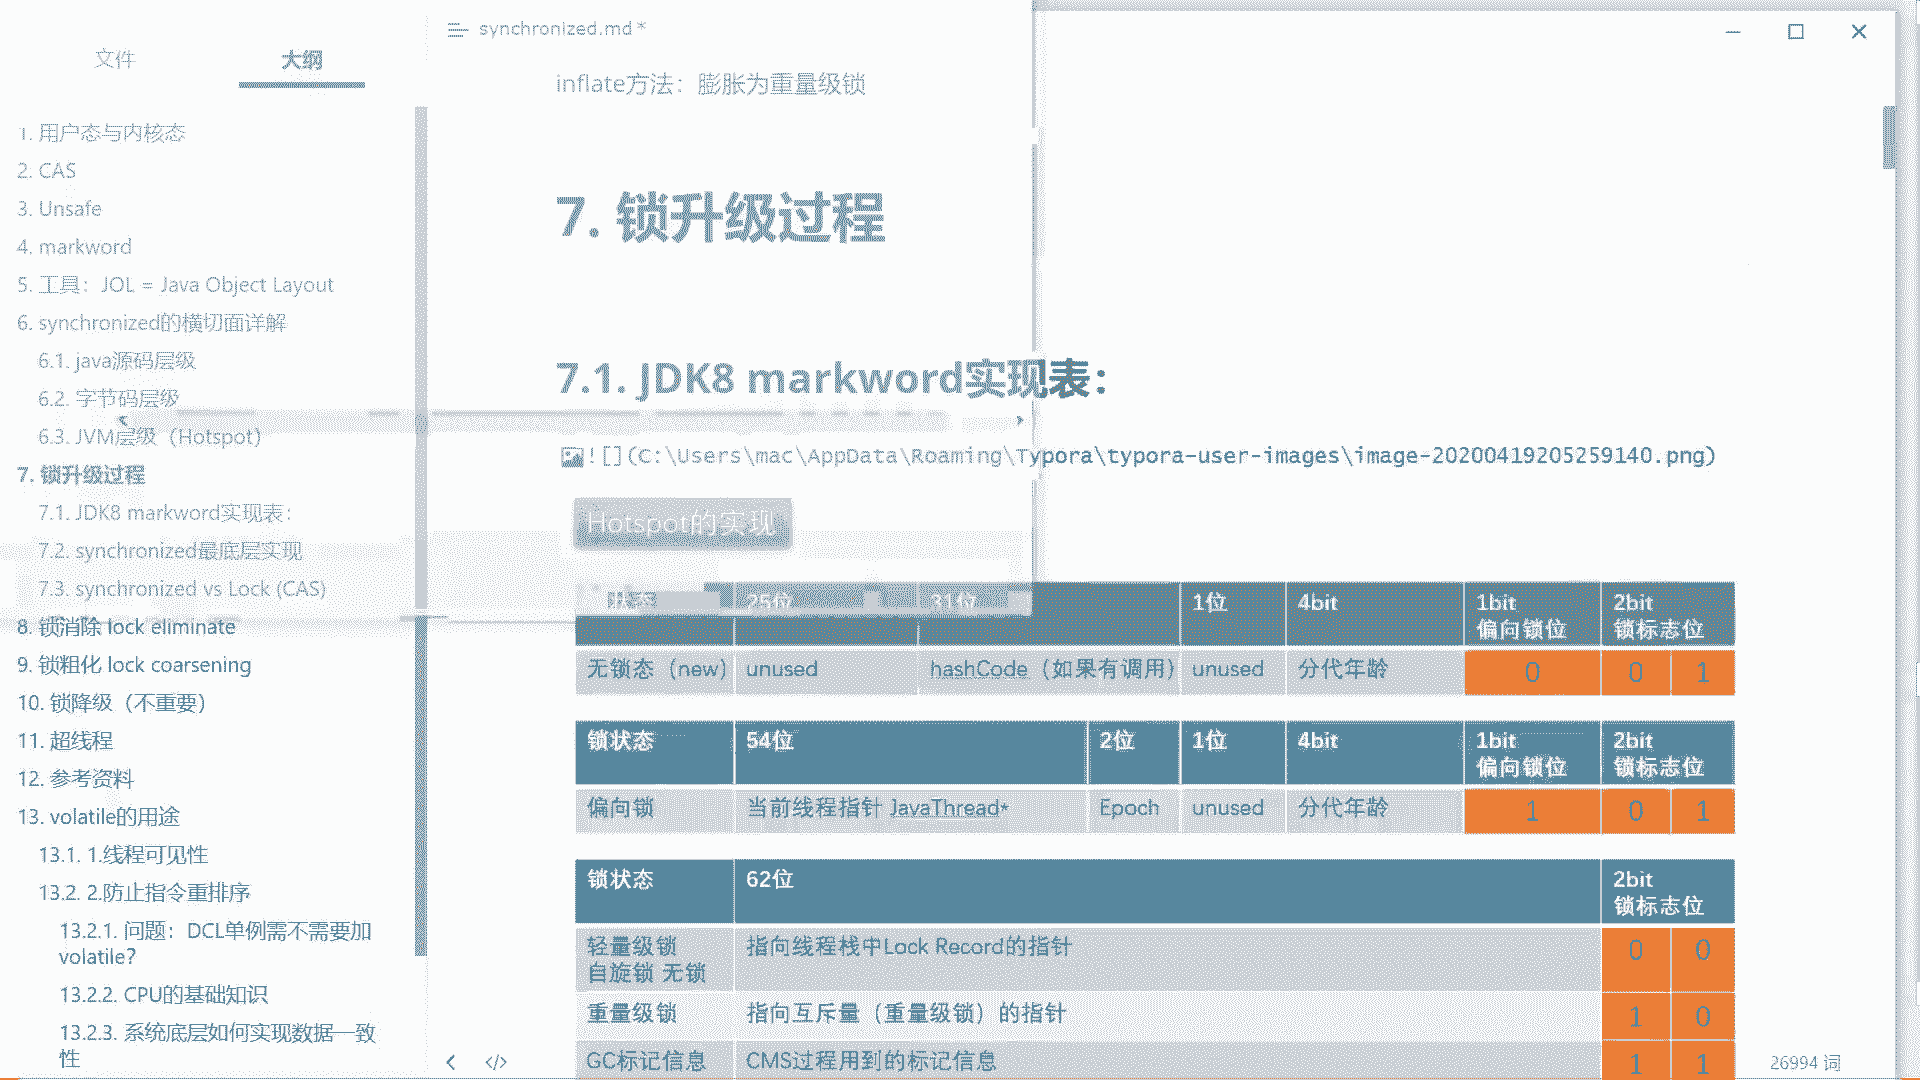 文件
大纲
1. 用户态与内核态
2. CAS
3. Unsafe
4. markword
5. 工具：JOL = Java Object Layout
6. synchronized的横切面详解
6.1. java源码层级
6.2. 字节码层级
6.3. JVM层级（Hotspot）
7. 锁升级过程
7.1. JDK8 markword实现表：
7.2. synchronized最底层实现
7.3. synchronized vs Lock (CAS)
8. 锁消除 lock eliminate
9. 锁粗化 lock coarsening
10. 锁降级（不重要）
11. 超线程
12. 参考资料
13. volatile的用途
13.1. 1.线程可见性
13.2. 2.防止指令重排序
13.2.1. 问题：DCL单例需不需要加
volatile?
13.2.2. CPU的基础知识
13.2.3. 系统底层如何实现数据一致
性
synchronized.md*
inflate方法：膨胀为重量级锁
7. 锁升级过程
7.1. JDK8 markword实现表：
![](C:\Users\mac\AppData\Roaming\Typora\typora-user-images\image-20200419205259140.png)
Hotspot的实现
状态 25位 31位 1位 4bit 1bit 2bit
偏向锁位 锁标志位
无锁态（new） unused hashCode（如果有调用） unused 分代年龄 0 0 1
锁状态 54位 2位 1位 4bit 1bit 2bit
偏向锁位 锁标志位
偏向锁 当前线程指针 JavaThread* Epoch unused 分代年龄 1 0 1
锁状态 62位 2bit
锁标志位
轻量级锁 指向线程栈中Lock Record的指针 0 0
自旋锁 无锁
重量级锁 指向互斥量（重量级锁）的指针 1 0
GC标记信息 CMS过程用到的标记信息 1 1
26994 词